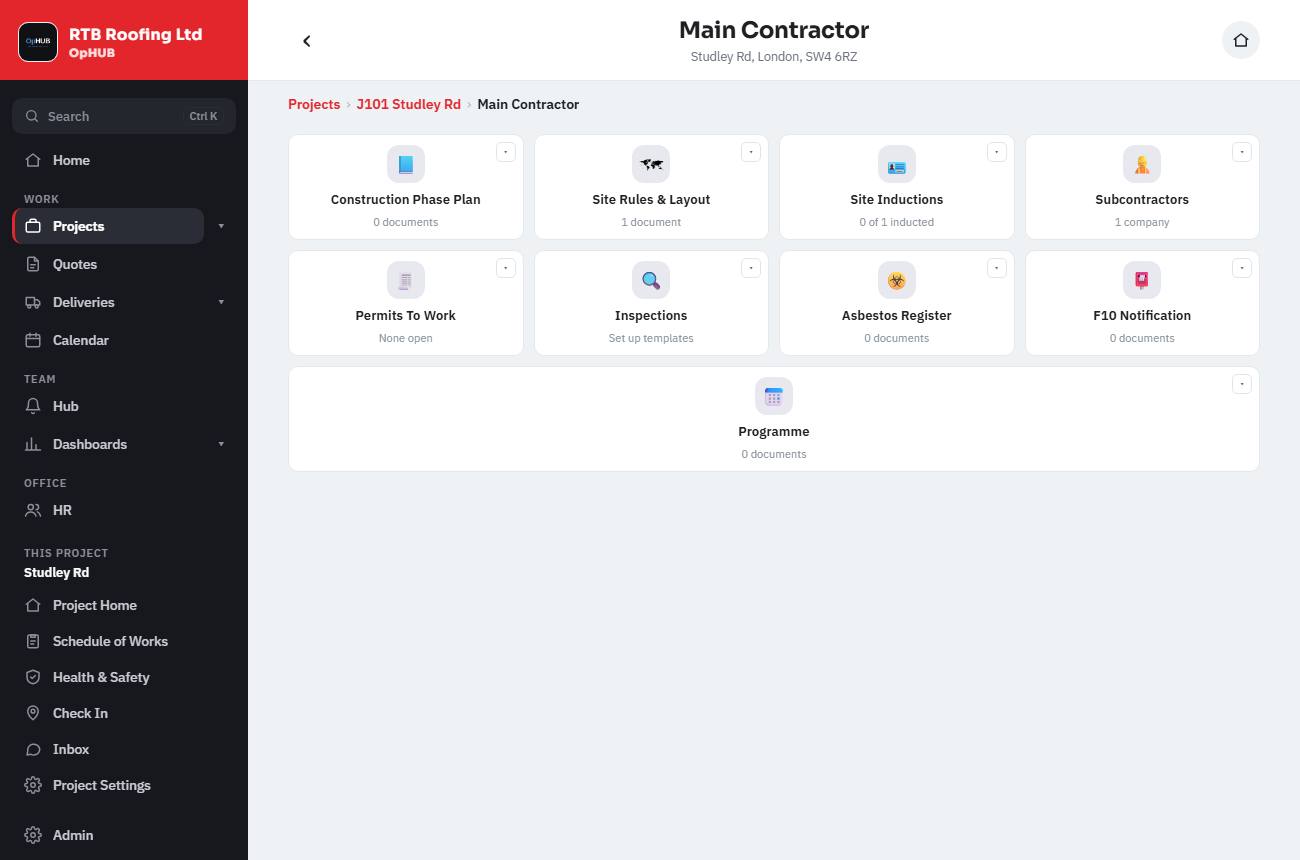 RTB Roofing Ltd
OpHUB
OpHUB
Search
Ctrl K
Home
WORK
Projects
Quotes
Deliveries
Calendar
TEAM
Hub
Dashboards
OFFICE
HR
THIS PROJECT
Studley Rd
Project Home
Schedule of Works
Health & Safety
Check In
Inbox
Project Settings
Admin
Main Contractor
Studley Rd, London, SW4 6RZ
Projects › J101 Studley Rd › Main Contractor
Construction Phase Plan
0 documents
Site Rules & Layout
1 document
Site Inductions
0 of 1 inducted
Subcontractors
1 company
Permits To Work
None open
Inspections
Set up templates
Asbestos Register
0 documents
F10 Notification
0 documents
Programme
0 documents